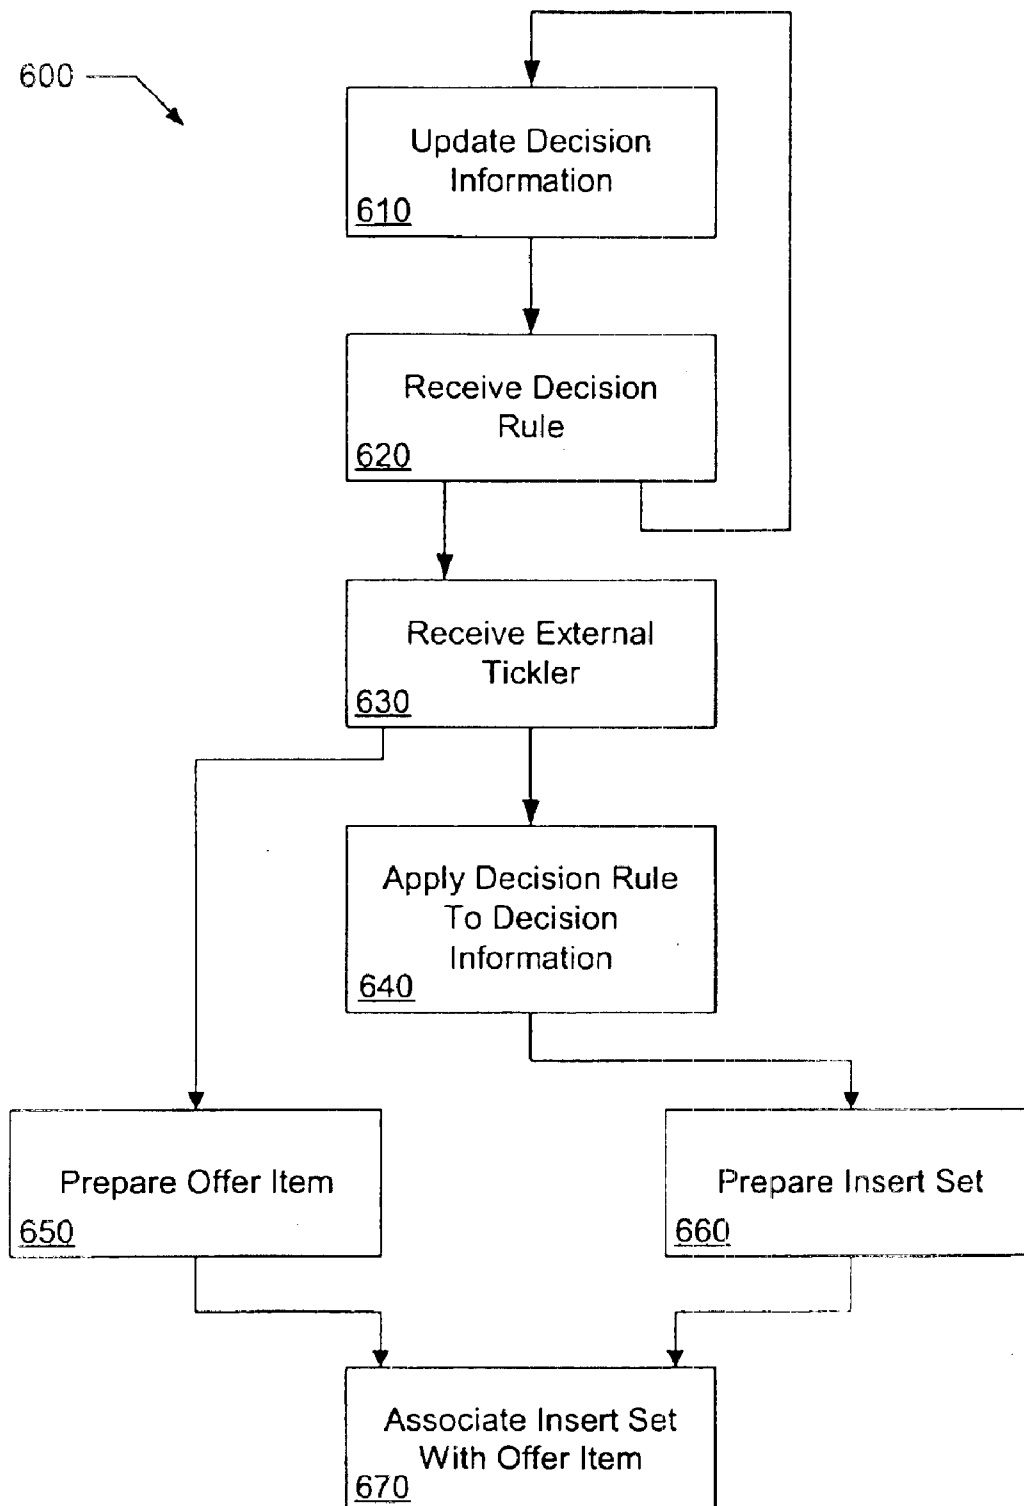 600
Update Decision
Information
610
Receive Decision
Rule
620
Receive External
Tickler
630
Apply Decision Rule
To Decision
Information
640
Prepare Offer Item
650
Prepare Insert Set
660
Associate Insert Set
With Offer Item
670